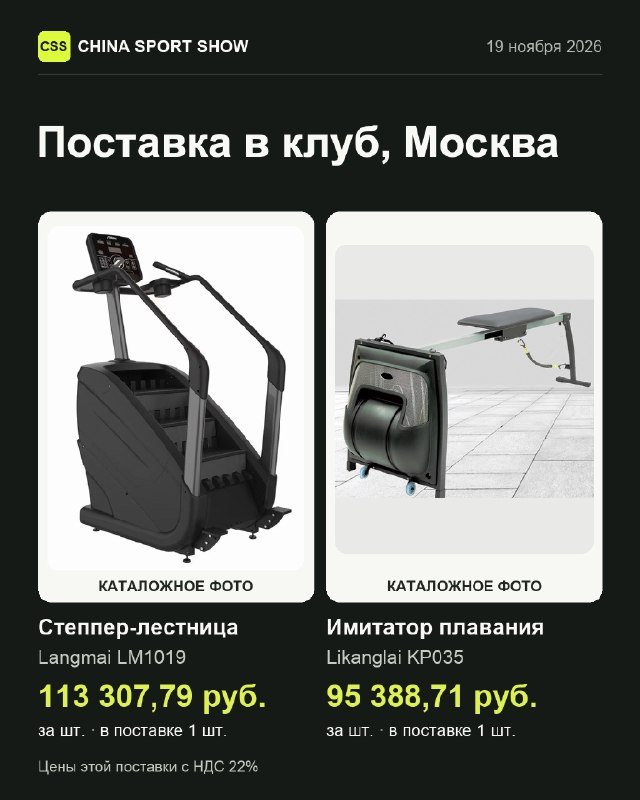 CSS CHINA SPORT SHOW
19 ноября 2026
Поставка в клуб, Москва
КАТАЛОЖНОЕ ФОТО
Степпер-лестница
Langmai LM1019
113 307,79 руб.
за шт. · в поставке 1 шт.
КАТАЛОЖНОЕ ФОТО
Имитатор плавания
Likanglai KP035
95 388,71 руб.
за шт. · в поставке 1 шт.
Цены этой поставки с НДС 22%